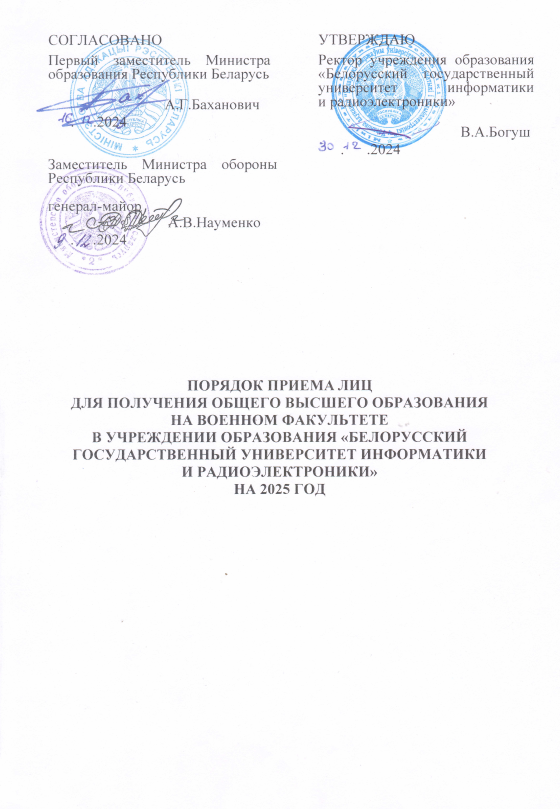 СОГЛАСОВАНО
Первый заместитель Министра
образования Республики Беларусь
А.Г.Баханович
16.12.2024
Заместитель Министра обороны
Республики Беларусь
генерал-майор
А.В.Науменко
9.12.2024
УТВЕРЖДАЮ
Ректор учреждения образования
«Белорусский государственный
университет информатики
и радиоэлектроники»
В.А.Богуш
30.12.2024
ПОРЯДОК ПРИЕМА ЛИЦ
ДЛЯ ПОЛУЧЕНИЯ ОБЩЕГО ВЫСШЕГО ОБРАЗОВАНИЯ
НА ВОЕННОМ ФАКУЛЬТЕТЕ
В УЧРЕЖДЕНИИ ОБРАЗОВАНИЯ «БЕЛОРУССКИЙ
ГОСУДАРСТВЕННЫЙ УНИВЕРСИТЕТ ИНФОРМАТИКИ
И РАДИОЭЛЕКТРОНИКИ»
НА 2025 ГОД